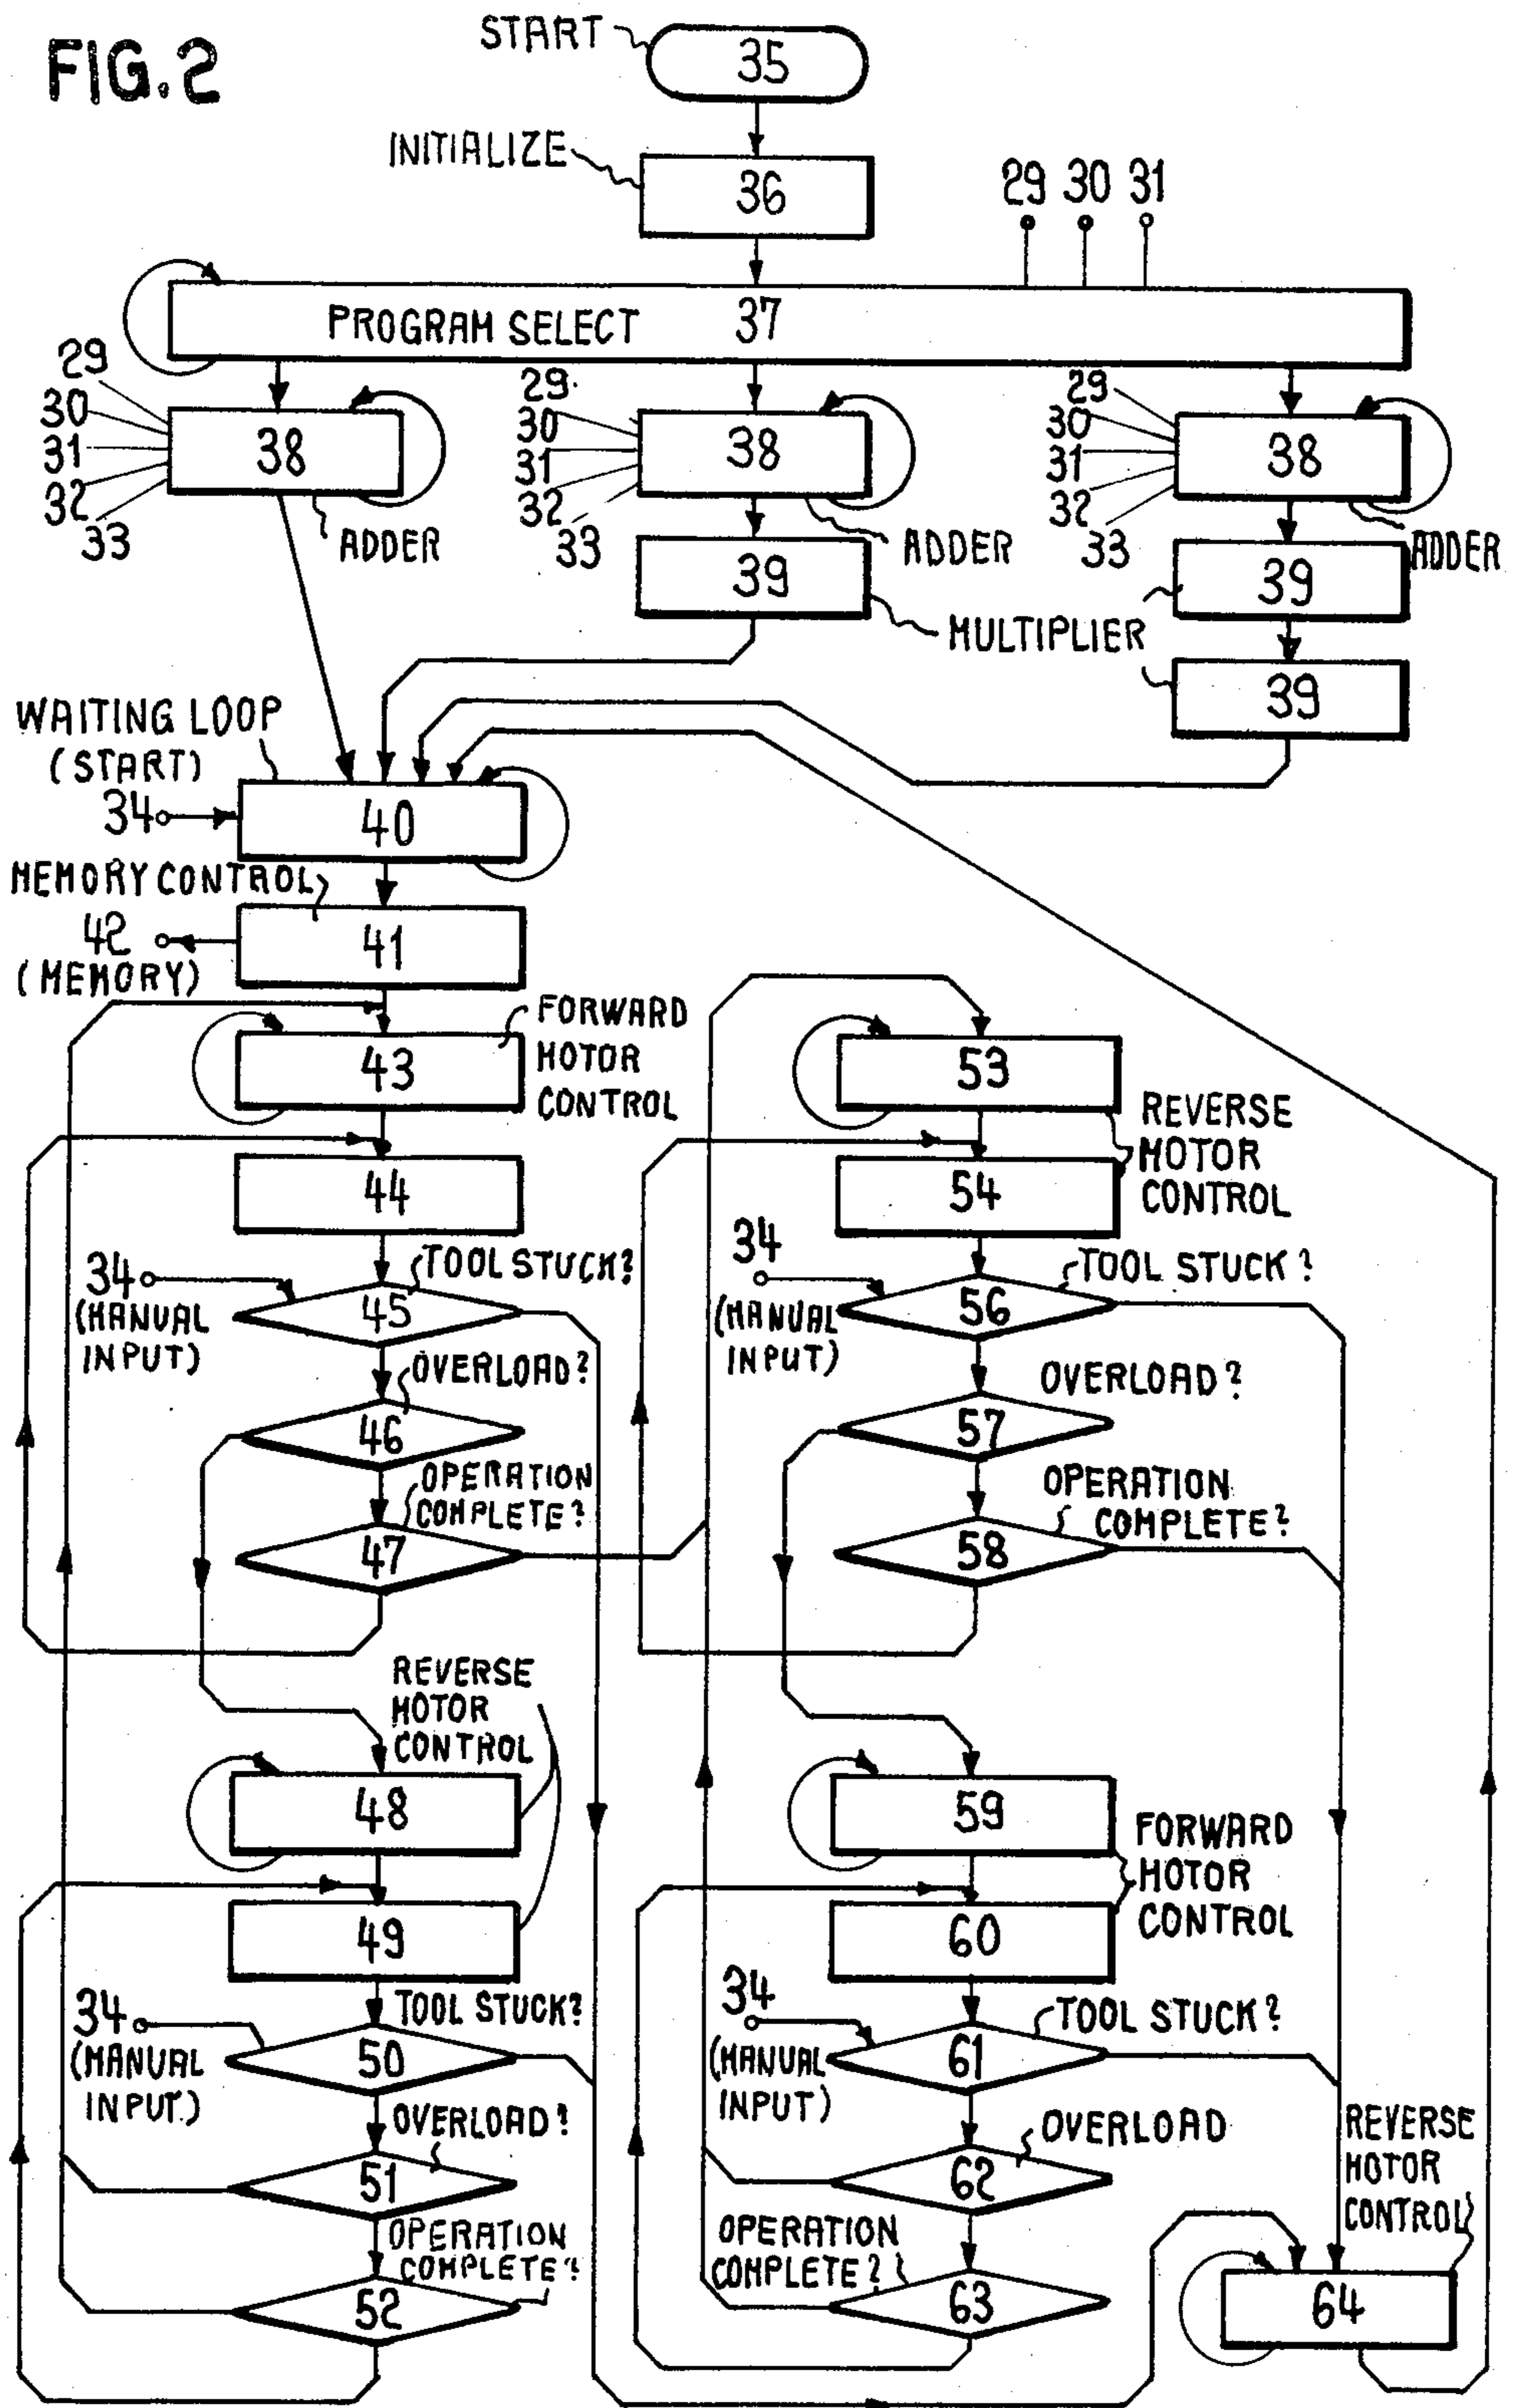 FIG.2
START
35
INITIALIZE
36
29 30 31
PROGRAM SELECT 37
29
30
31
32
33
38
ADDER
29
30
31
32
33
38
ADDER
29
30
31
32
33
38
ADDER
39
MULTIPLIER
39
39
WAITING LOOP
(START)
34
40
MEMORY CONTROL
42
(MEMORY)
41
FORWARD
MOTOR
CONTROL
43
44
34
(MANUAL
INPUT)
TOOL STUCK?
45
OVERLOAD?
46
OPERATION
COMPLETE?
47
REVERSE
MOTOR
CONTROL
48
49
34
(MANUAL
INPUT)
TOOL STUCK?
50
OVERLOAD?
51
OPERATION
COMPLETE?
52
53
REVERSE
MOTOR
CONTROL
54
34
(MANUAL
INPUT)
TOOL STUCK?
56
OVERLOAD?
57
OPERATION
COMPLETE?
58
59
FORWARD
MOTOR
CONTROL
60
34
(MANUAL
INPUT)
TOOL STUCK?
61
OVERLOAD
62
OPERATION
COMPLETE?
63
REVERSE
MOTOR
CONTROL
64